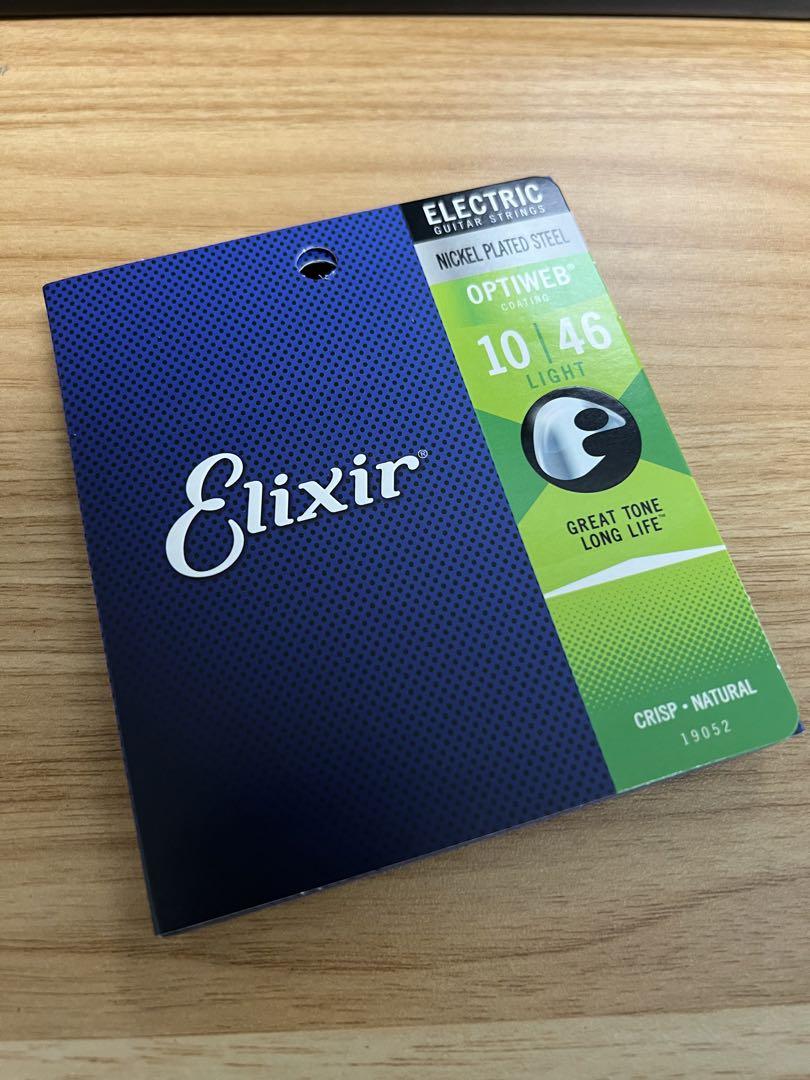 ELECTRIC
GUITAR STRINGS
NICKEL PLATED STEEL
OPTIWEB®
COATING
10 | 46
LIGHT
Elixir®
GREAT TONE
LONG LIFE™
CRISP • NATURAL
19052